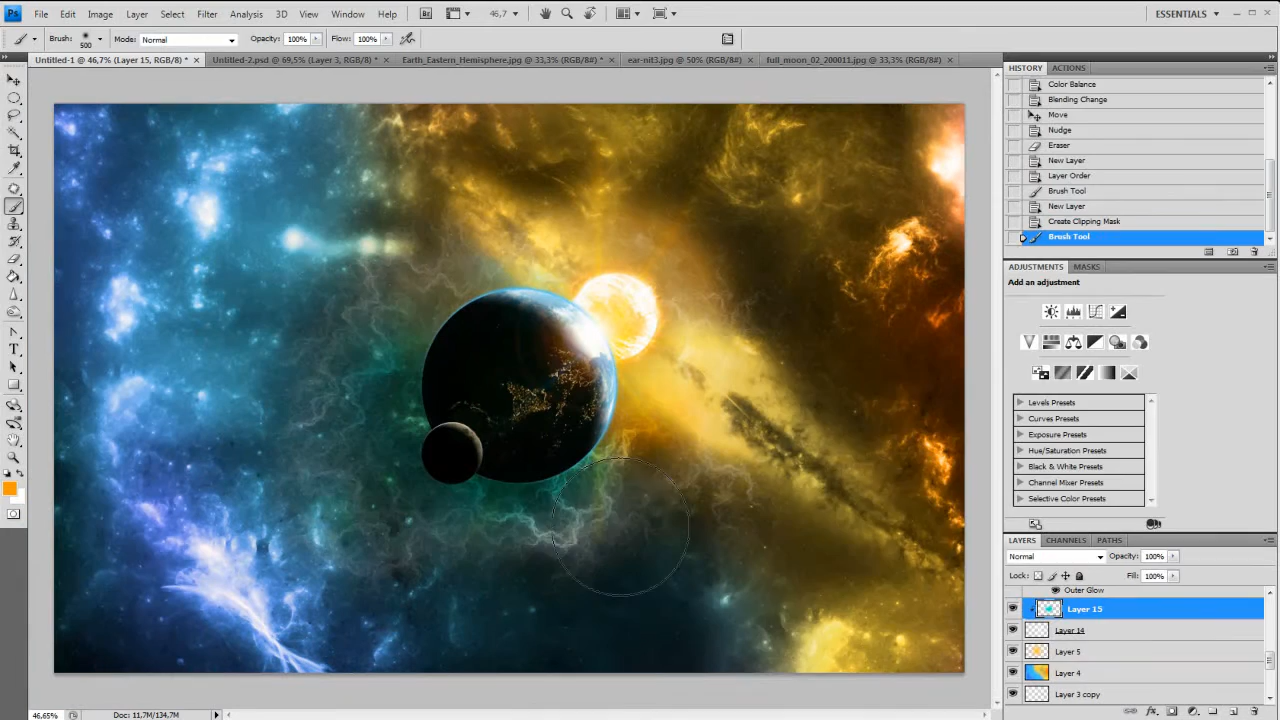 Ps File Edit Image Layer Select Filter Analysis 3D View Window Help Br 46,7 ESSENTIALS
Brush: 500 Mode: Normal Opacity: 100% Flow: 100%
Untitled-1 @ 46,7% (Layer 15, RGB/8) * Untitled-2.psd @ 69,5% (Layer 3, RGB/8) * Earth_Eastern_Hemisphere.jpg @ 33,3% (RGB/8#) * ear-nit3.jpg @ 50% (RGB/8#) full_moon_02_200011.jpg @ 33,3% (RGB/8#)
HISTORY ACTIONS
Color Balance
Blending Change
Move
Nudge
Eraser
New Layer
Layer Order
Brush Tool
New Layer
Create Clipping Mask
Brush Tool
ADJUSTMENTS MASKS
Add an adjustment
Levels Presets
Curves Presets
Exposure Presets
Hue/Saturation Presets
Black & White Presets
Channel Mixer Presets
Selective Color Presets
LAYERS CHANNELS PATHS
Normal Opacity: 100%
Lock: Fill: 100%
Outer Glow
Layer 15
Layer 14
Layer 5
Layer 4
Layer 3 copy
46,65% Doc: 11,7M/134,7M